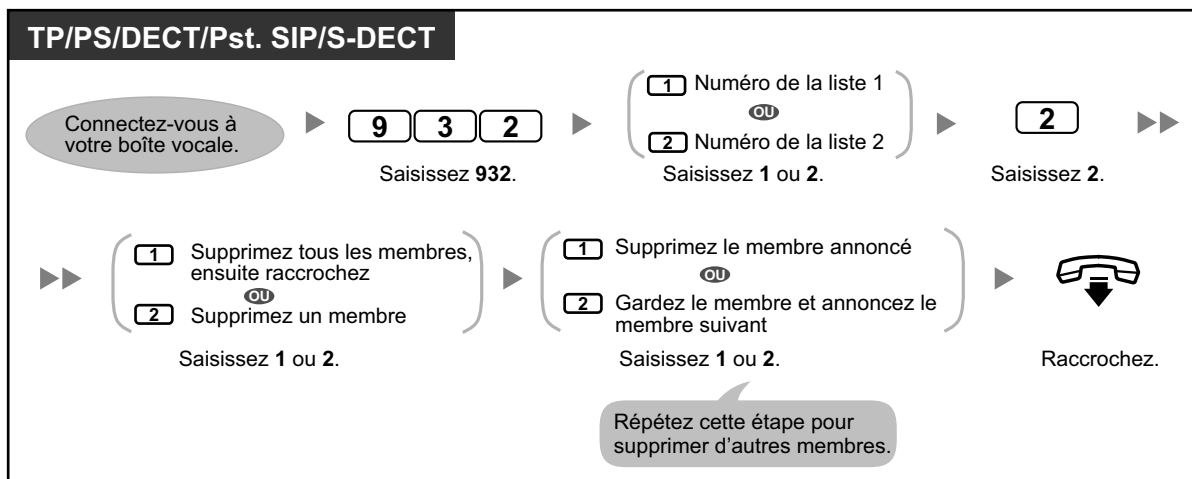 TP/PS/DECT/Pst. SIP/S-DECT
Connectez-vous à
votre boîte vocale.
9 3 2
Saisissez 932.
1 Numéro de la liste 1
OU
2 Numéro de la liste 2
Saisissez 1 ou 2.
2
Saisissez 2.
1 Supprimez tous les membres,
ensuite raccrochez
OU
2 Supprimez un membre
Saisissez 1 ou 2.
1 Supprimez le membre annoncé
OU
2 Gardez le membre et annoncez le
membre suivant
Saisissez 1 ou 2.
Répétez cette étape pour
supprimer d'autres membres.
Raccrochez.